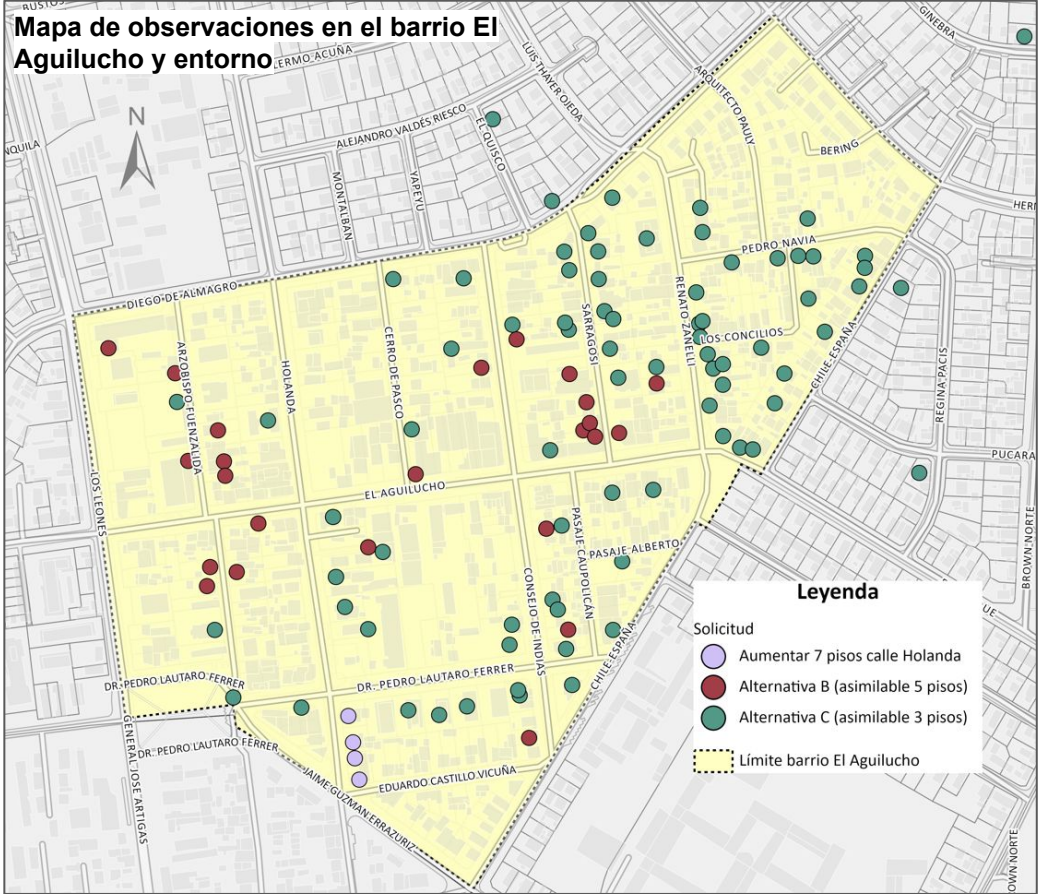 Mapa de observaciones en el barrio El
Aguilucho y entorno
GINEBRA
LUIS THAYER OJEDA
ALEJANDRO VALDÉS RIESCO
EL QUISCO
ARQUITECTO PAULY
N
BERING
MONTALBAN
YAPEYU
PEDRO NAVIA
DIEGO DE ALMAGRO
RENATO ZANELLI
SARRAGOSI
LOS CONCILIOS
CERRO DE PASCO
HOLANDA
ARZOBISPO FUENZALIDA
CHILE-ESPAÑA
REGINA PACIS
PUCARA
LOS LEONES
EL AGUILUCHO
PASAJE CAUPOLICÁN
PASAJE ALBERTO
BROWN NORTE
CONSEJO DE INDIAS
CHILE-ESPAÑA
DR. PEDRO LAUTARO FERRER
DR. PEDRO LAUTARO FERRER
GENERAL JOSE ARTIGAS
DR. PEDRO LAUTARO FERRER
EDUARDO CASTILLO VICUÑA
JAIME GUZMAN ERRAZURIZ
Leyenda
Solicitud
Aumentar 7 pisos calle Holanda
Alternativa B (asimilable 5 pisos)
Alternativa C (asimilable 3 pisos)
Límite barrio El Aguilucho